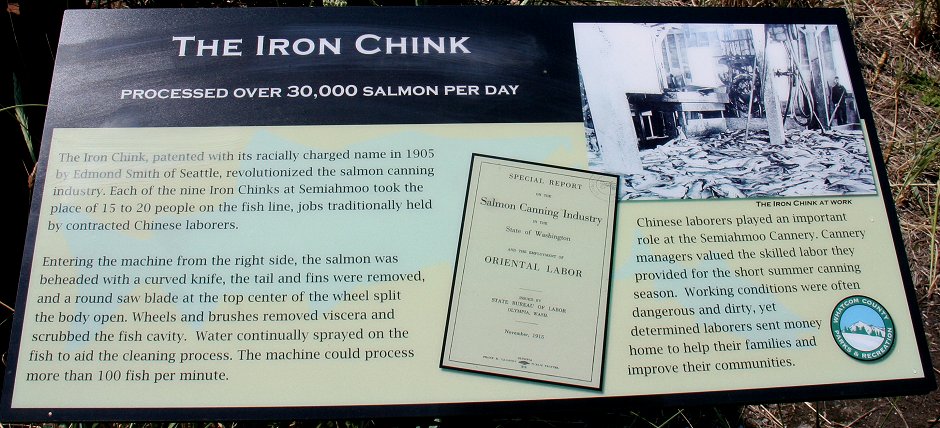 THE IRON CHINK
PROCESSED OVER 30,000 SALMON PER DAY
The Iron Chink, patented with its racially charged name in 1905
by Edmond Smith of Seattle, revolutionized the salmon canning
industry. Each of the nine Iron Chinks at Semiahmoo took the
place of 15 to 20 people on the fish line, jobs traditionally held
by contracted Chinese laborers.
Entering the machine from the right side, the salmon was
beheaded with a curved knife, the tail and fins were removed,
and a round saw blade at the top center of the wheel split
the body open. Wheels and brushes removed viscera and
scrubbed the fish cavity. Water continually sprayed on the
fish to aid the cleaning process. The machine could process
more than 100 fish per minute.
SPECIAL REPORT
ON THE
Salmon Canning Industry
IN THE
State of Washington
AND THE EMPLOYMENT OF
ORIENTAL LABOR
ISSUED BY
STATE BUREAU OF LABOR
OLYMPIA, WASH.
November, 1915
THE IRON CHINK AT WORK
Chinese laborers played an important
role at the Semiahmoo Cannery. Cannery
managers valued the skilled labor they
provided for the short summer canning
season. Working conditions were often
dangerous and dirty, yet
determined laborers sent money
home to help their families and
improve their communities.
WHATCOM COUNTY
PARKS & RECREATION